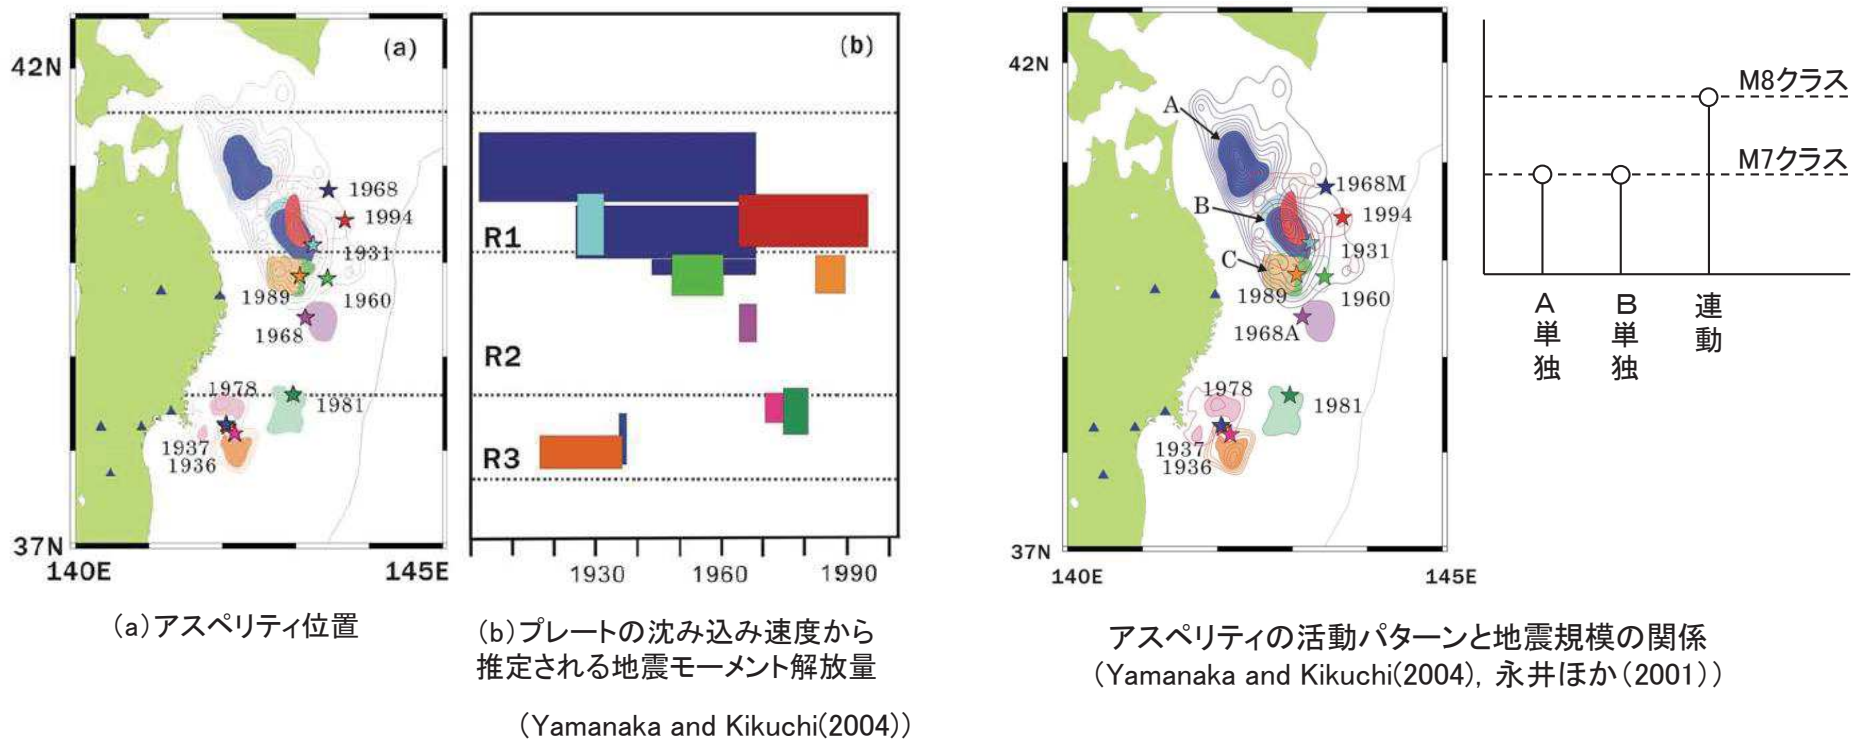 (a)
42N
1968
1994
1931
1989
1960
1968
1978
1981
1937
1936
37N
140E
145E
(b)
R1
R2
R3
1930
1960
1990
(a)アスペリティ位置
(b)プレートの沈み込み速度から
推定される地震モーメント解放量
(Yamanaka and Kikuchi(2004))
42N
A
1968M
B
1994
1931
C
1989
1960
1968A
1978
1981
1937
1936
37N
140E
145E
M8クラス
M7クラス
A単独
B単独
連動
アスペリティの活動パターンと地震規模の関係
(Yamanaka and Kikuchi(2004), 永井ほか(2001))